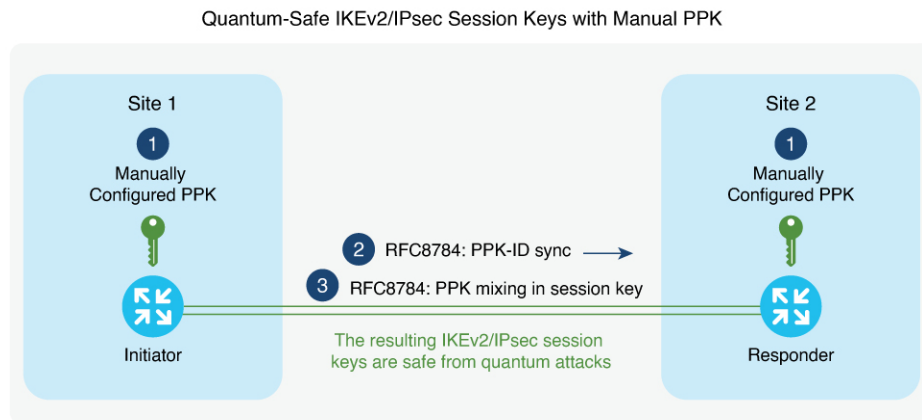 Quantum-Safe IKEv2/IPsec Session Keys with Manual PPK
Site 1
1
Manually
Configured PPK
Initiator
2 RFC8784: PPK-ID sync
3 RFC8784: PPK mixing in session key
The resulting IKEv2/IPsec session
keys are safe from quantum attacks
Site 2
1
Manually
Configured PPK
Responder